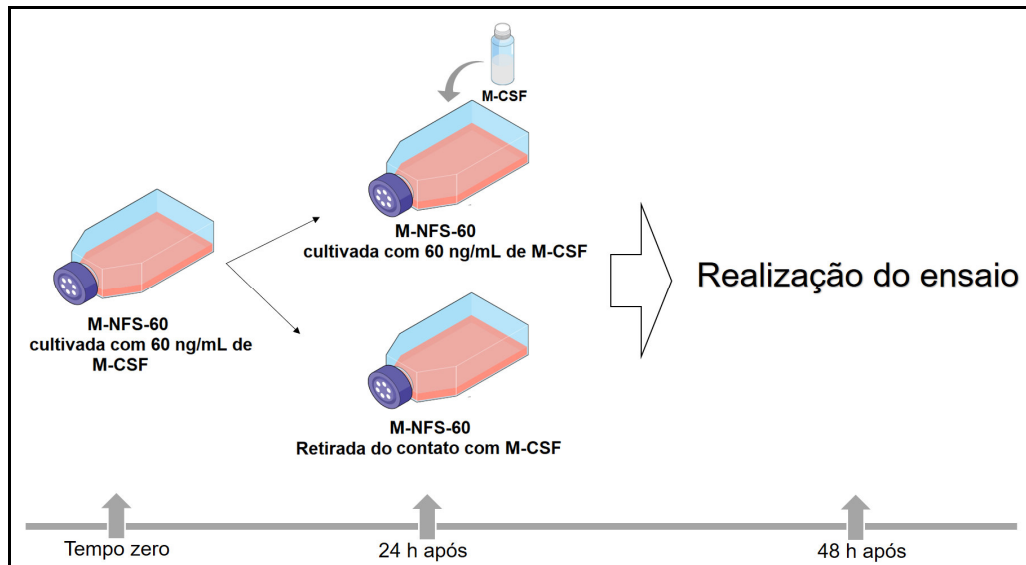 M-CSF
M-NFS-60
cultivada com 60 ng/mL de M-CSF
M-NFS-60
cultivada com 60 ng/mL de
M-CSF
M-NFS-60
Retirada do contato com M-CSF
Realização do ensaio
Tempo zero
24 h após
48 h após